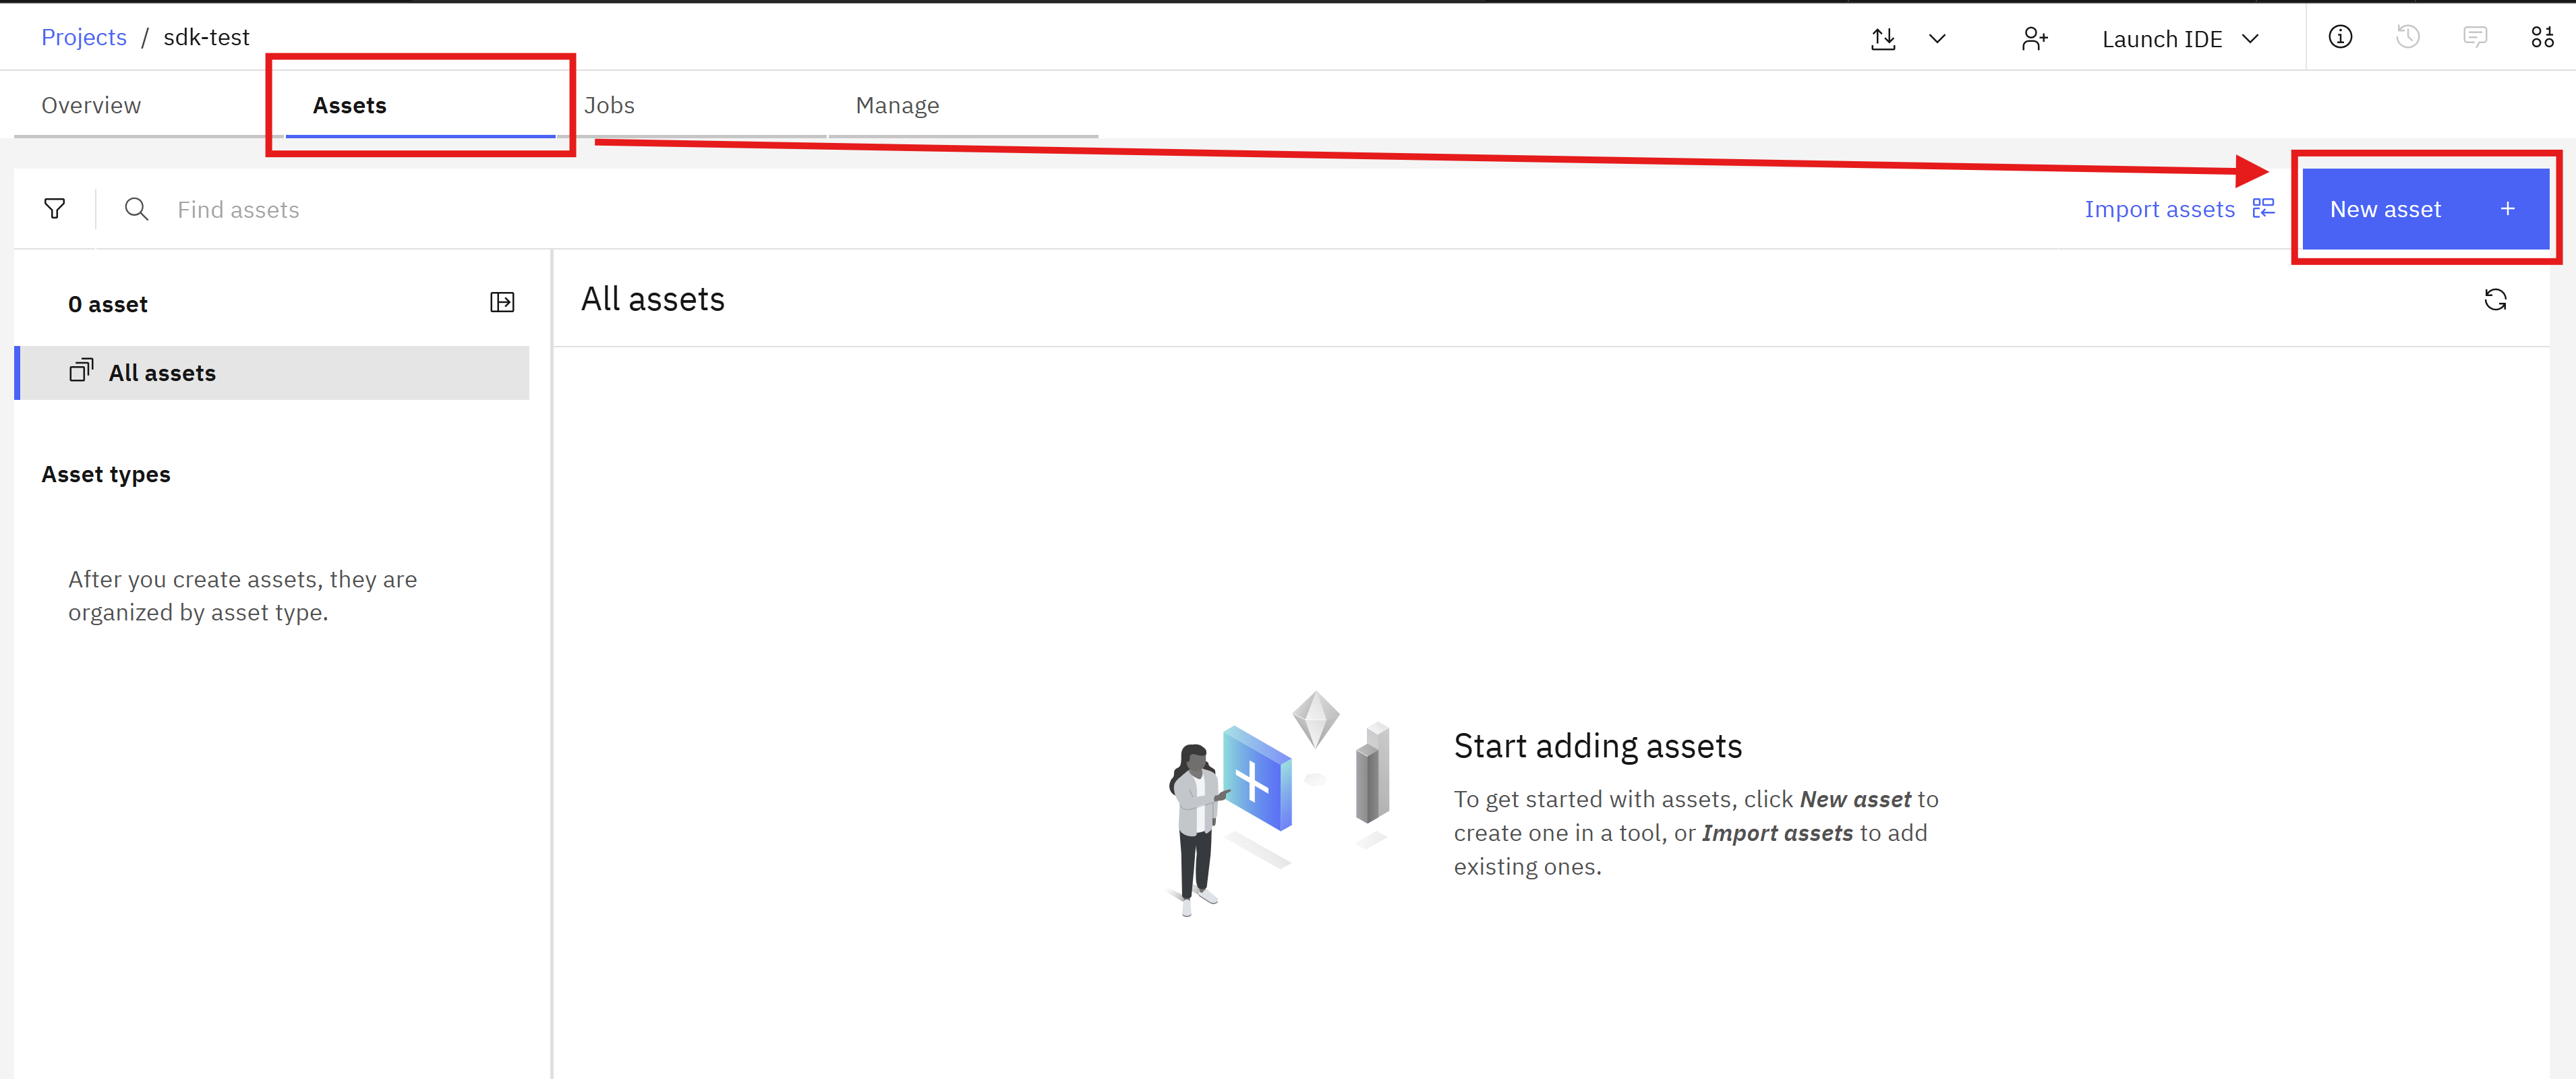 Projects / sdk-test
Launch IDE
Overview
Assets
Jobs
Manage
Find assets
Import assets
New asset +
0 asset
All assets
All assets
Asset types
After you create assets, they are
organized by asset type.
Start adding assets
To get started with assets, click New asset to
create one in a tool, or Import assets to add
existing ones.